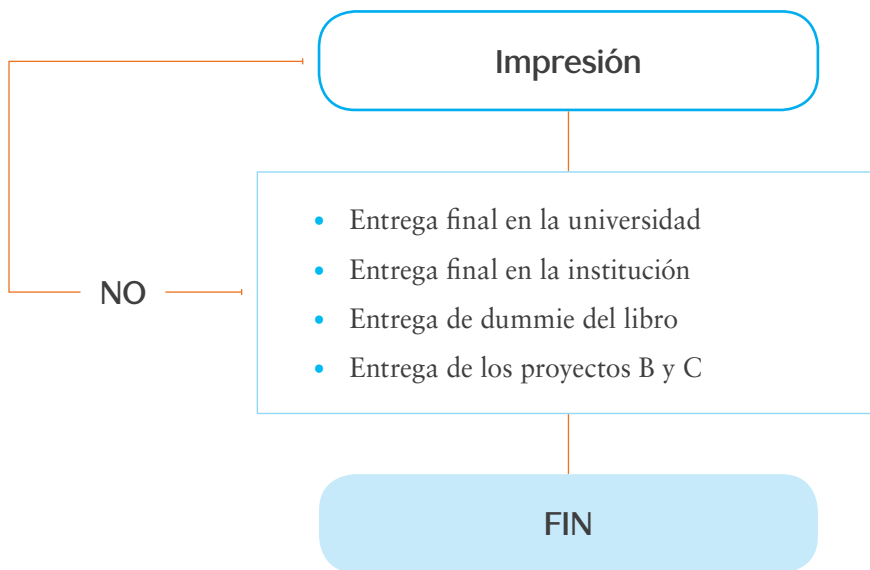 Impresión
• Entrega final en la universidad
• Entrega final en la institución
• Entrega de dummie del libro
• Entrega de los proyectos B y C
NO
FIN